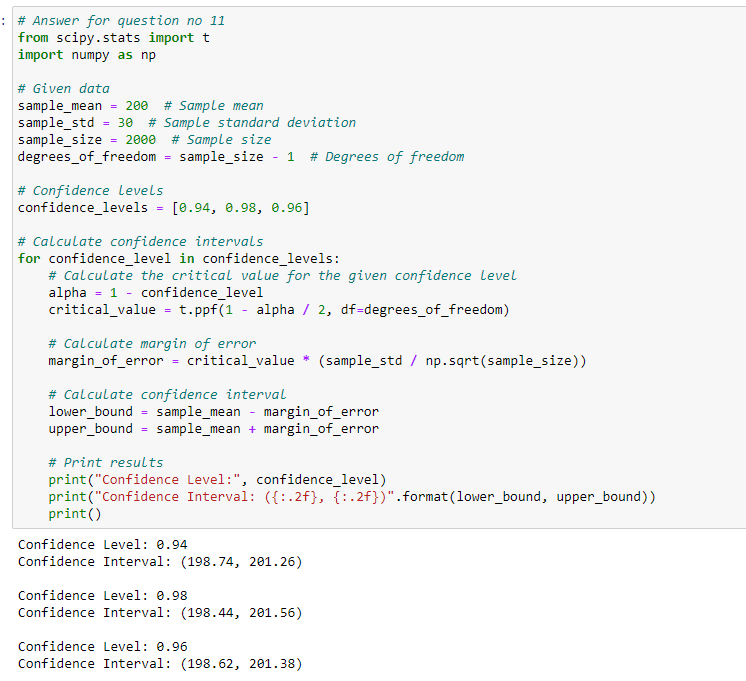 : # Answer for question no 11
from scipy.stats import t
import numpy as np

# Given data
sample_mean = 200  # Sample mean
sample_std = 30  # Sample standard deviation
sample_size = 2000  # Sample size
degrees_of_freedom = sample_size - 1  # Degrees of freedom

# Confidence levels
confidence_levels = [0.94, 0.98, 0.96]

# Calculate confidence intervals
for confidence_level in confidence_levels:
    # Calculate the critical value for the given confidence level
    alpha = 1 - confidence_level
    critical_value = t.ppf(1 - alpha / 2, df=degrees_of_freedom)

    # Calculate margin of error
    margin_of_error = critical_value * (sample_std / np.sqrt(sample_size))

    # Calculate confidence interval
    lower_bound = sample_mean - margin_of_error
    upper_bound = sample_mean + margin_of_error

    # Print results
    print("Confidence Level:", confidence_level)
    print("Confidence Interval: ({:.2f}, {:.2f})".format(lower_bound, upper_bound))
    print()

Confidence Level: 0.94
Confidence Interval: (198.74, 201.26)

Confidence Level: 0.98
Confidence Interval: (198.44, 201.56)

Confidence Level: 0.96
Confidence Interval: (198.62, 201.38)